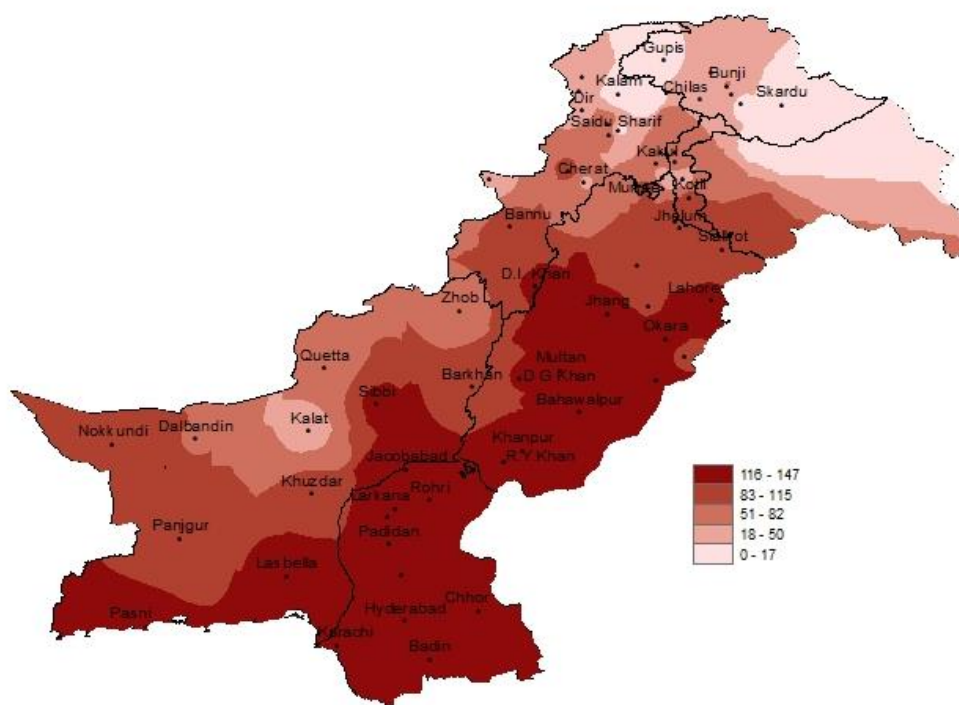 Gupis
Bunji
Kalam
Chilas
Skardu
Dir
Saidu Sharif
Kakul
Cherat
Kotli
Bannu
Jhelum
Sialkot
D.I. Khan
Lahore
Zhob
Jhang
Okara
Quetta
Multan
Barkhan
D G Khan
Sibbi
Bahawalpur
Kalat
Dalbandin
Nokkundi
Khanpur
Jacobabad
R Y Khan
116 - 147
Khuzdar
Rohri
83 - 115
Larkana
51 - 82
Panjgur
Padidan
18 - 50
0 - 17
Lasbella
Pasni
Hyderabad
Chhor
Karachi
Badin